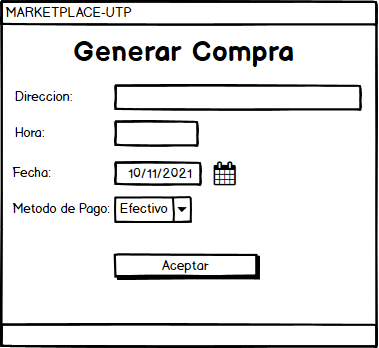 MARKETPLACE-UTP
Generar Compra
Direccion:
Hora:
Fecha: 10/11/2021
Metodo de Pago: Efectivo
Aceptar